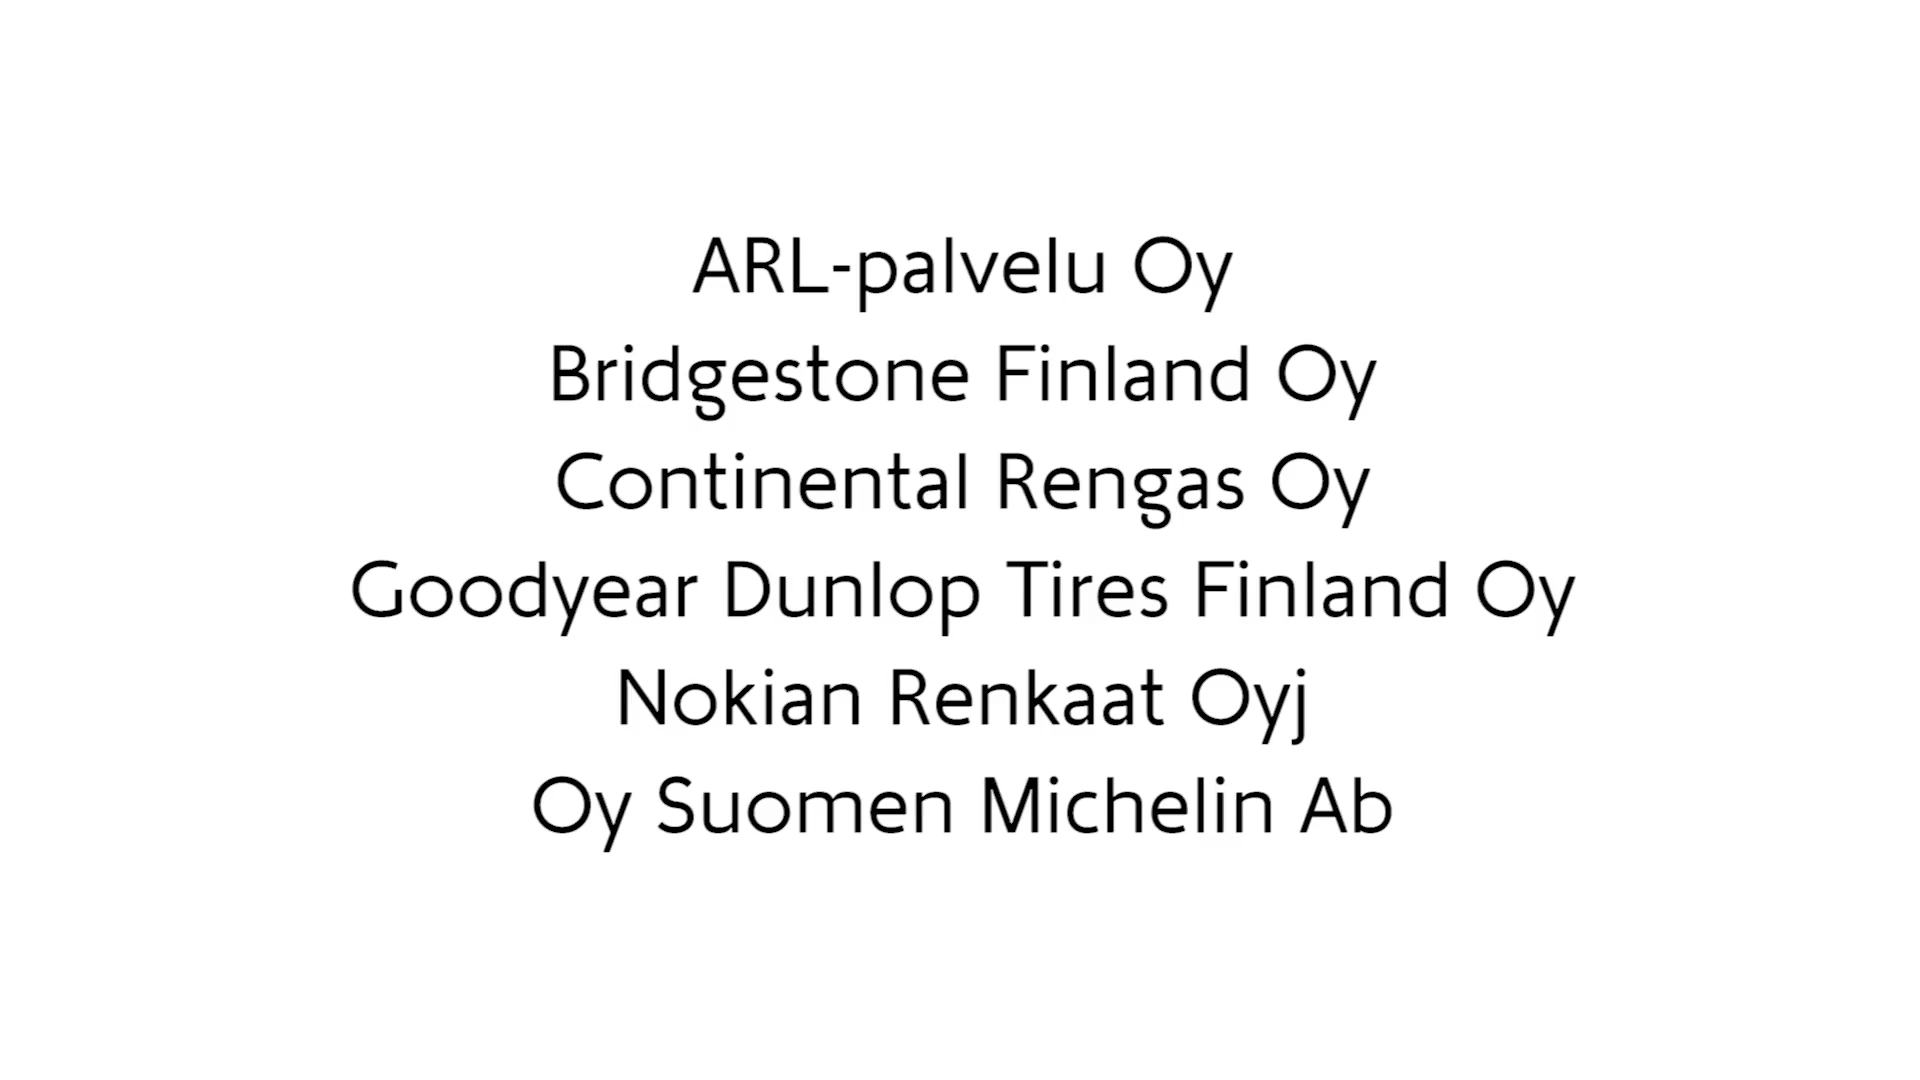 ARL-palvelu Oy
Bridgestone Finland Oy
Continental Rengas Oy
Goodyear Dunlop Tires Finland Oy
Nokian Renkaat Oyj
Oy Suomen Michelin Ab